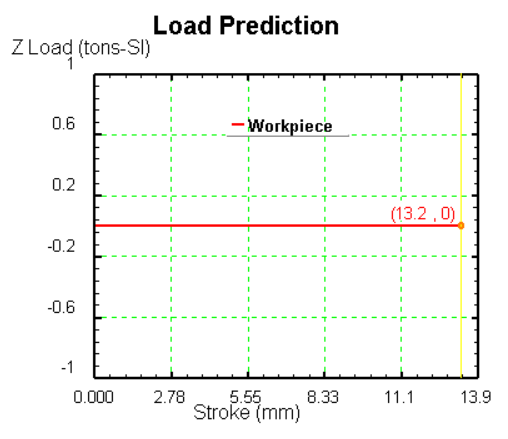 Load Prediction
Z Load (tons-SI)
1
Workpiece
0.6
0.2
(13.2 , 0)
-0.2
-0.6
-1
0.000 2.78 5.55 8.33 11.1 13.9
Stroke (mm)